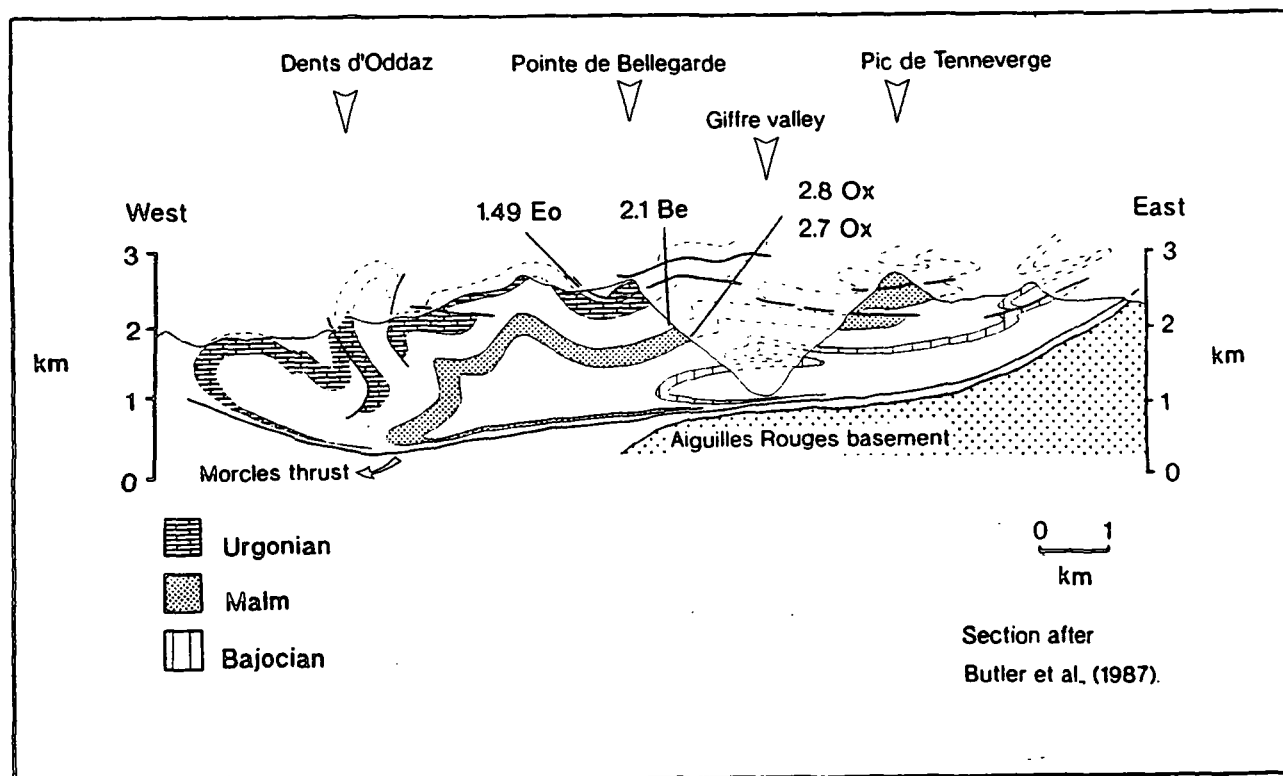 Dents d'Oddaz
Pointe de Bellegarde
Pic de Tenneverge
Giffre valley
West
1.49 Eo
2.1 Be
2.8 Ox
2.7 Ox
East
3
2
1
0
km
3
2
1
0
km
Aiguilles Rouges basement
Morcles thrust
Urgonian
Malm
Bajocian
0 1
km
Section after
Butler et al., (1987).